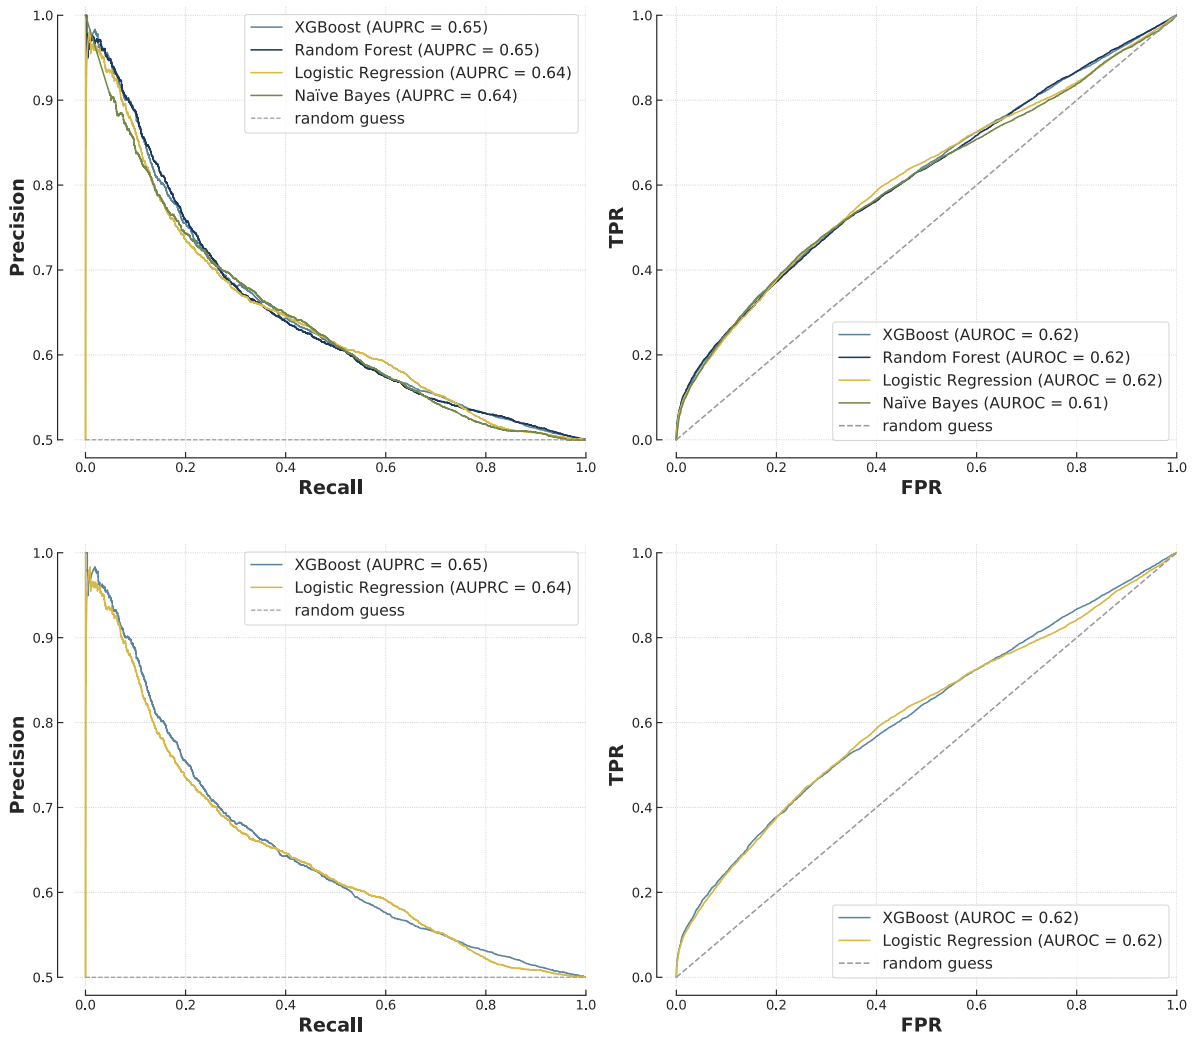 1.0
0.9
0.8
0.7
0.6
0.5
Precision
0.0 0.2 0.4 0.6 0.8 1.0
Recall
XGBoost (AUPRC = 0.65)
Random Forest (AUPRC = 0.65)
Logistic Regression (AUPRC = 0.64)
Naïve Bayes (AUPRC = 0.64)
random guess
1.0
0.8
0.6
0.4
0.2
0.0
TPR
0.0 0.2 0.4 0.6 0.8 1.0
FPR
XGBoost (AUROC = 0.62)
Random Forest (AUROC = 0.62)
Logistic Regression (AUROC = 0.62)
Naïve Bayes (AUROC = 0.61)
random guess
1.0
0.9
0.8
0.7
0.6
0.5
Precision
0.0 0.2 0.4 0.6 0.8 1.0
Recall
XGBoost (AUPRC = 0.65)
Logistic Regression (AUPRC = 0.64)
random guess
1.0
0.8
0.6
0.4
0.2
0.0
TPR
0.0 0.2 0.4 0.6 0.8 1.0
FPR
XGBoost (AUROC = 0.62)
Logistic Regression (AUROC = 0.62)
random guess